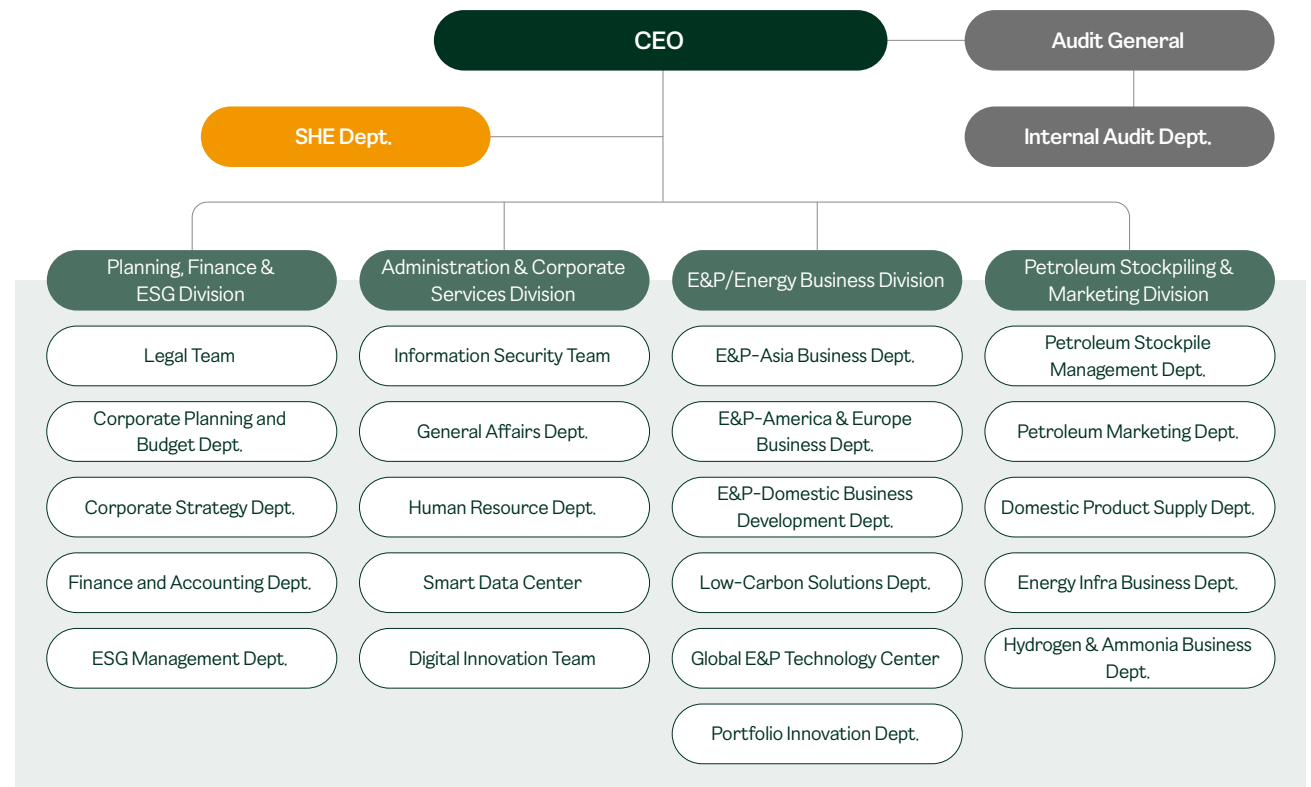 CEO
Audit General
SHE Dept.
Internal Audit Dept.
Planning, Finance &
ESG Division
Legal Team
Corporate Planning and
Budget Dept.
Corporate Strategy Dept.
Finance and Accounting Dept.
ESG Management Dept.
Administration & Corporate
Services Division
Information Security Team
General Affairs Dept.
Human Resource Dept.
Smart Data Center
Digital Innovation Team
E&P/Energy Business Division
E&P-Asia Business Dept.
E&P-America & Europe
Business Dept.
E&P-Domestic Business
Development Dept.
Low-Carbon Solutions Dept.
Global E&P Technology Center
Portfolio Innovation Dept.
Petroleum Stockpiling &
Marketing Division
Petroleum Stockpile
Management Dept.
Petroleum Marketing Dept.
Domestic Product Supply Dept.
Energy Infra Business Dept.
Hydrogen & Ammonia Business
Dept.